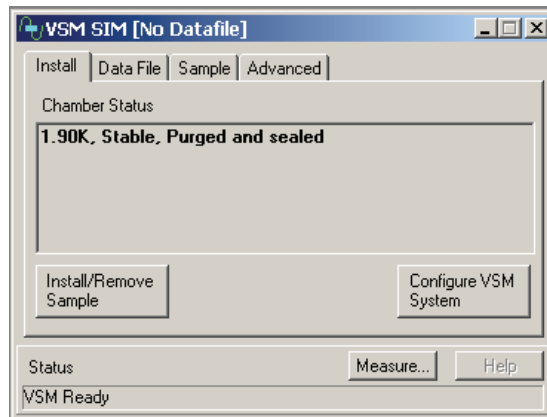 VSM SIM [No Datafile]
Install Data File Sample Advanced
Chamber Status
1.90K, Stable, Purged and sealed
Install/Remove
Sample
Configure VSM
System
Status
Measure...
Help
VSM Ready